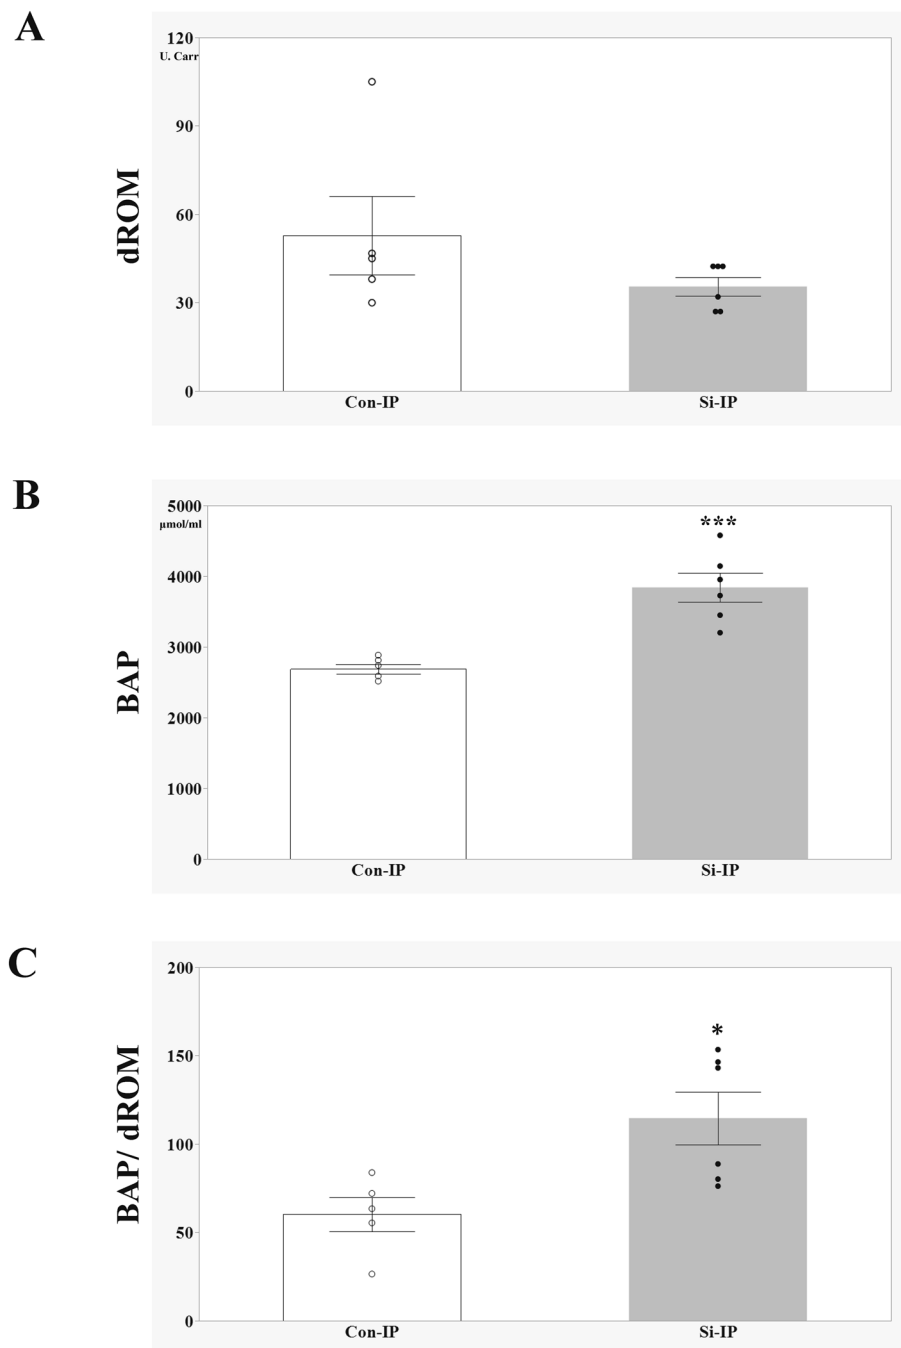 A
120
U. Carr
90
dROM
60
30
0
Con-IP
Si-IP
B
5000
µmol/ml
***
4000
3000
BAP
2000
1000
0
Con-IP
Si-IP
C
200
*
150
BAP/ dROM
100
50
0
Con-IP
Si-IP